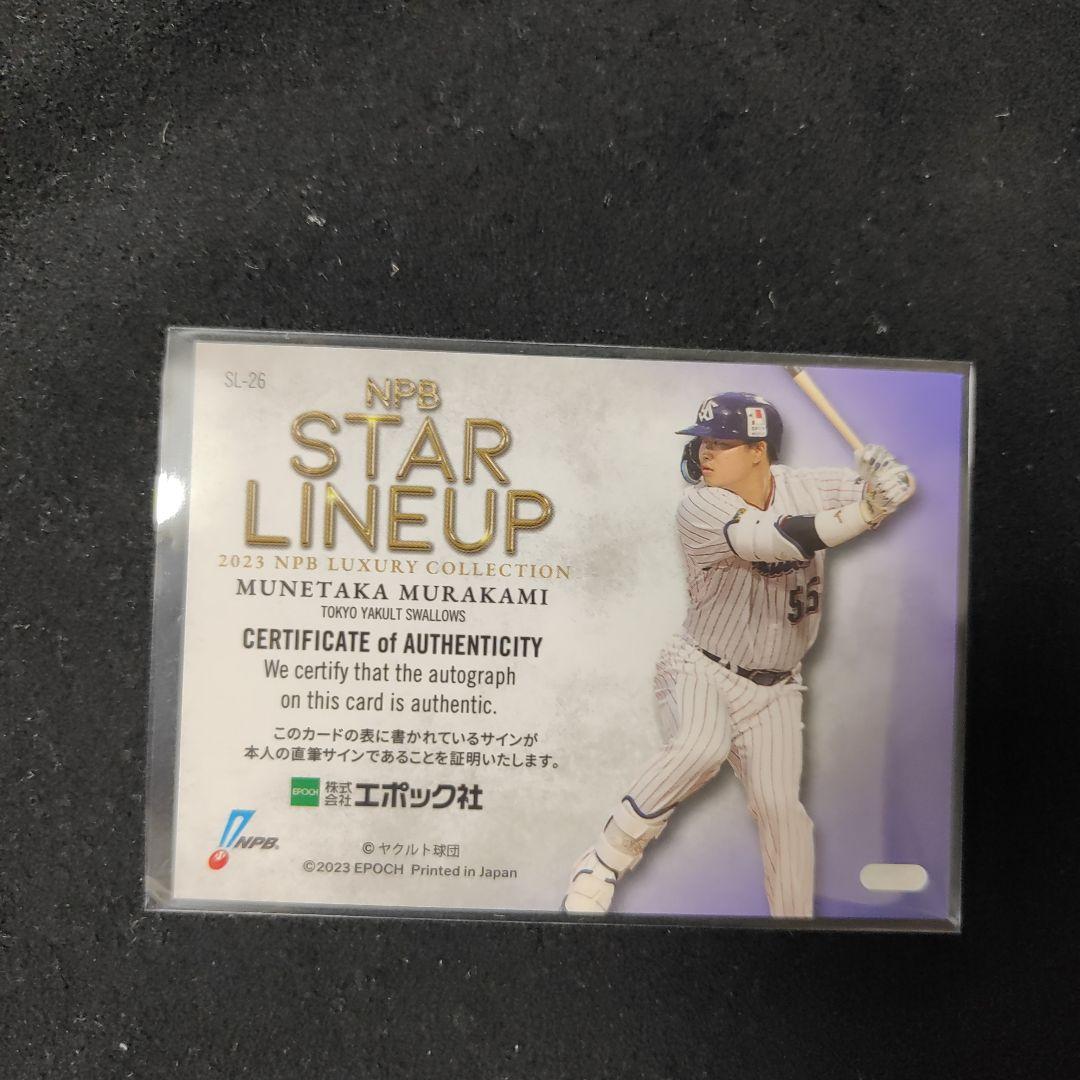 SL-26
NPB
STAR
LINEUP
2023 NPB LUXURY COLLECTION
MUNETAKA MURAKAMI
TOKYO YAKULT SWALLOWS
CERTIFICATE of AUTHENTICITY
We certify that the autograph
on this card is authentic.
このカードの表に書かれているサインが
本人の直筆サインであることを証明いたします。
EPOCH 株式会社 エポック社
NPB
© ヤクルト球団
©2023 EPOCH Printed in Japan
56